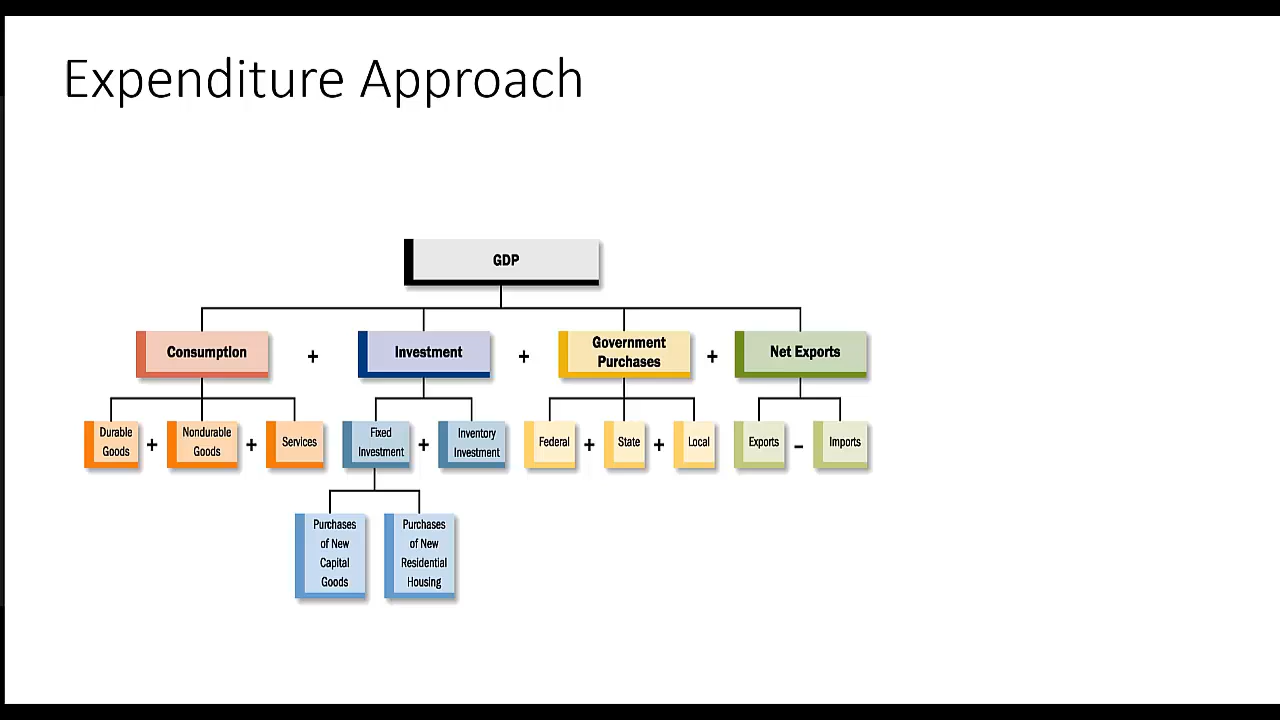 Expenditure Approach
GDP
Consumption + Investment + Government Purchases + Net Exports
Durable Goods + Nondurable Goods + Services
Fixed Investment + Inventory Investment
Federal + State + Local
Exports – Imports
Purchases of New Capital Goods
Purchases of New Residential Housing